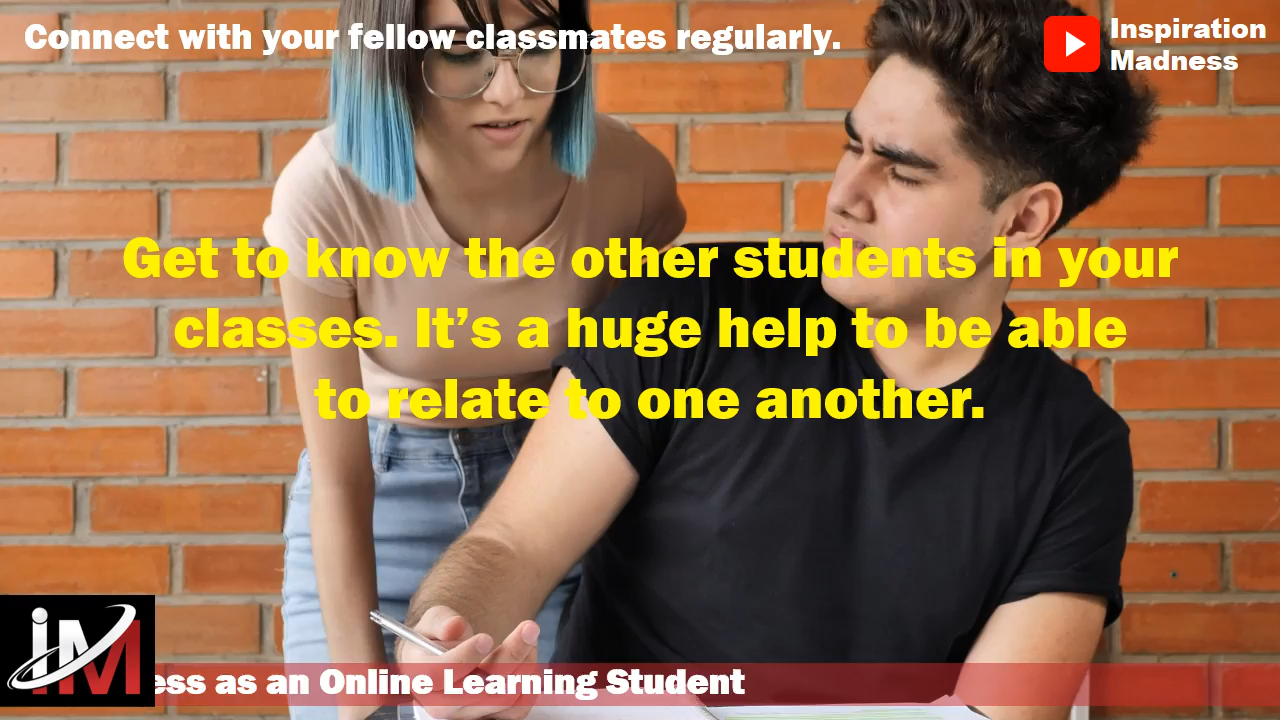 Connect with your fellow classmates regularly.
Inspiration
Madness
Get to know the other students in your
classes. It’s a huge help to be able
to relate to one another.
iM
ess as an Online Learning Student